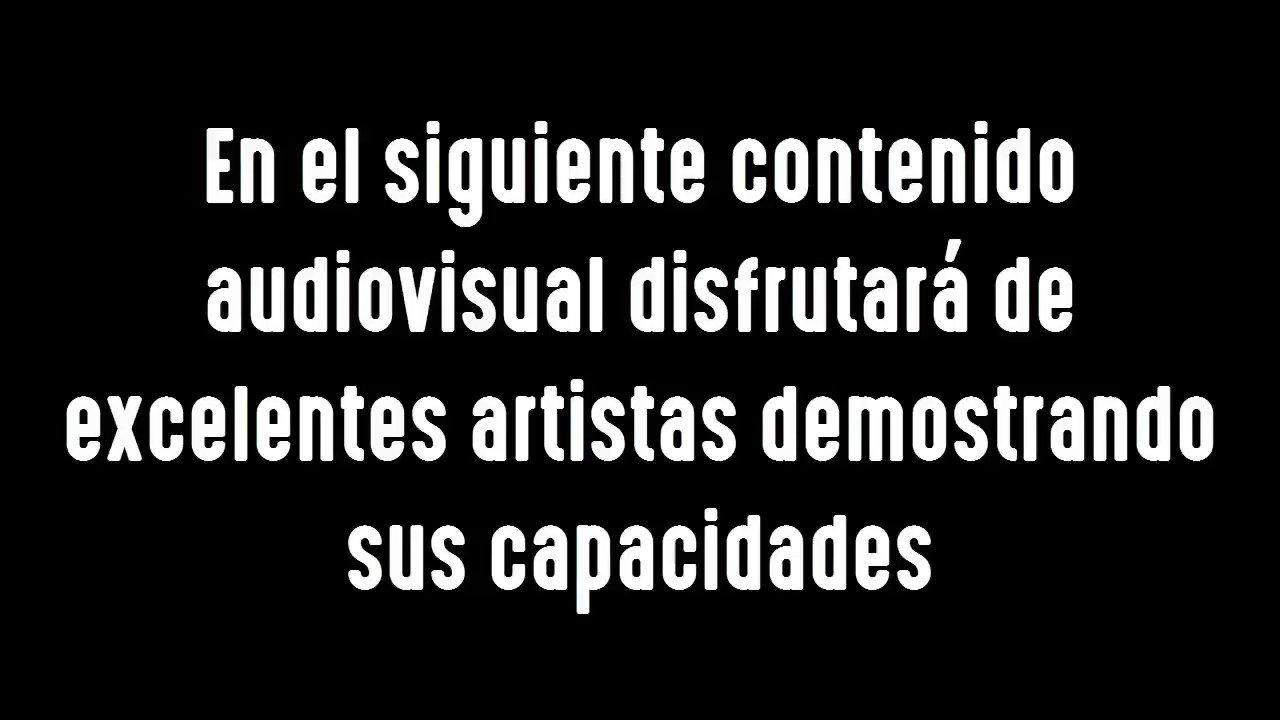 En el siguiente contenido
audiovisual disfrutará de
excelentes artistas demostrando
sus capacidades